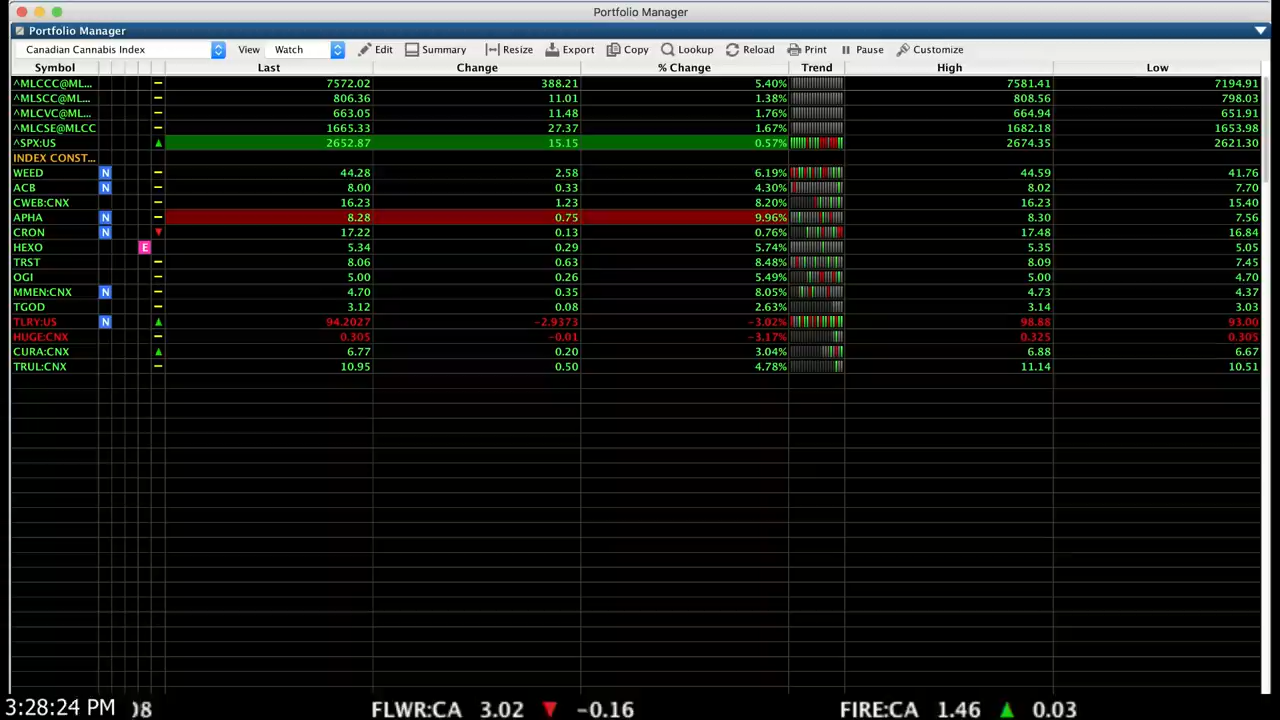 Portfolio Manager
Portfolio Manager
Canadian Cannabis Index View Watch Edit Summary Resize Export Copy Lookup Reload Print Pause Customize
Symbol Last Change % Change Trend High Low
^MLCCC@ML... 7572.02 388.21 5.40% 7581.41 7194.91
^MLSCC@ML... 806.36 11.01 1.38% 808.56 798.03
^MLCVC@ML... 663.05 11.48 1.76% 664.94 651.91
^MLCSE@MLCC 1665.33 27.37 1.67% 1682.18 1653.98
^SPX:US 2652.87 15.15 0.57% 2674.35 2621.30
INDEX CONST...
WEED N 44.28 2.58 6.19% 44.59 41.76
ACB N 8.00 0.33 4.30% 8.02 7.70
CWEB:CNX 16.23 1.23 8.20% 16.23 15.40
APHA N 8.28 0.75 9.96% 8.30 7.56
CRON N 17.22 0.13 0.76% 17.48 16.84
HEXO E 5.34 0.29 5.74% 5.35 5.05
TRST 8.06 0.63 8.48% 8.09 7.45
OGI 5.00 0.26 5.49% 5.00 4.70
MMEN:CNX N 4.70 0.35 8.05% 4.73 4.37
TGOD 3.12 0.08 2.63% 3.14 3.03
TLRY:US N 94.2027 -2.9373 -3.02% 98.88 93.00
HUGE:CNX 0.305 -0.01 -3.17% 0.325 0.305
CURA:CNX 6.77 0.20 3.04% 6.88 6.67
TRUL:CNX 10.95 0.50 4.78% 11.14 10.51
3:28:24 PM 08 FLWR:CA 3.02 -0.16 FIRE:CA 1.46 0.03